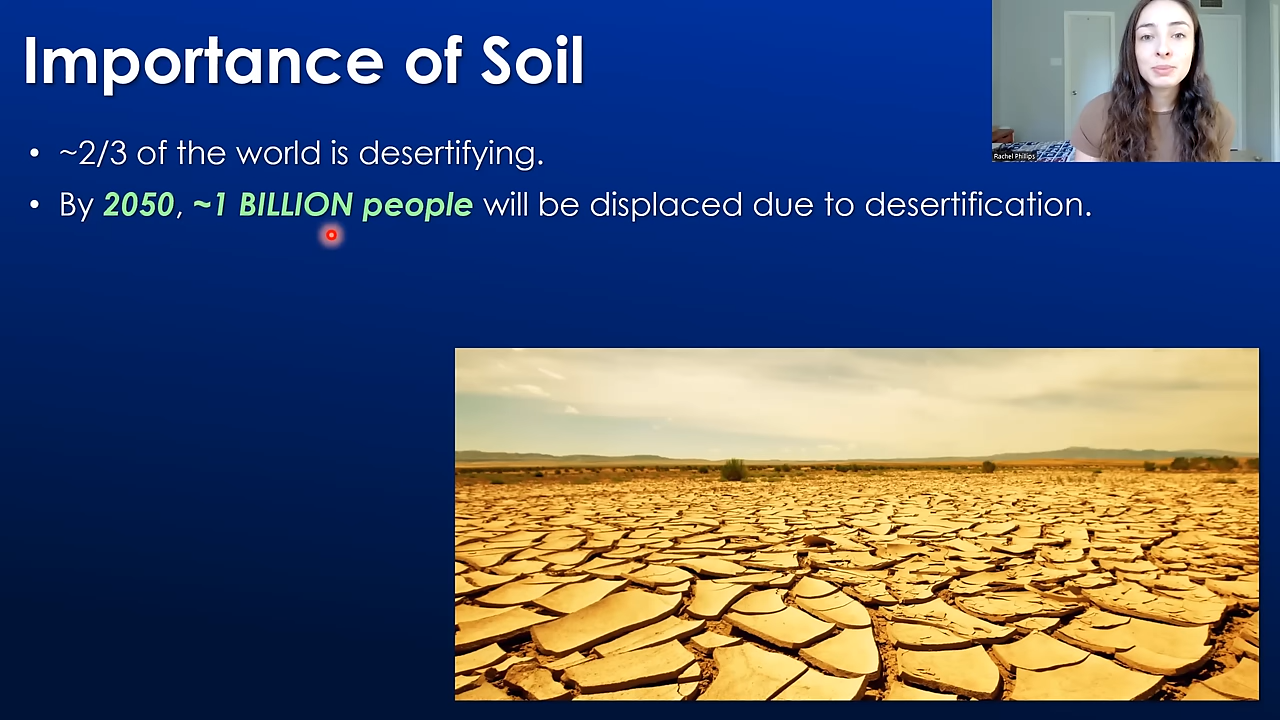 Importance of Soil
• ~2/3 of the world is desertifying.
• By 2050, ~1 BILLION people will be displaced due to desertification.
Rachel Phillips